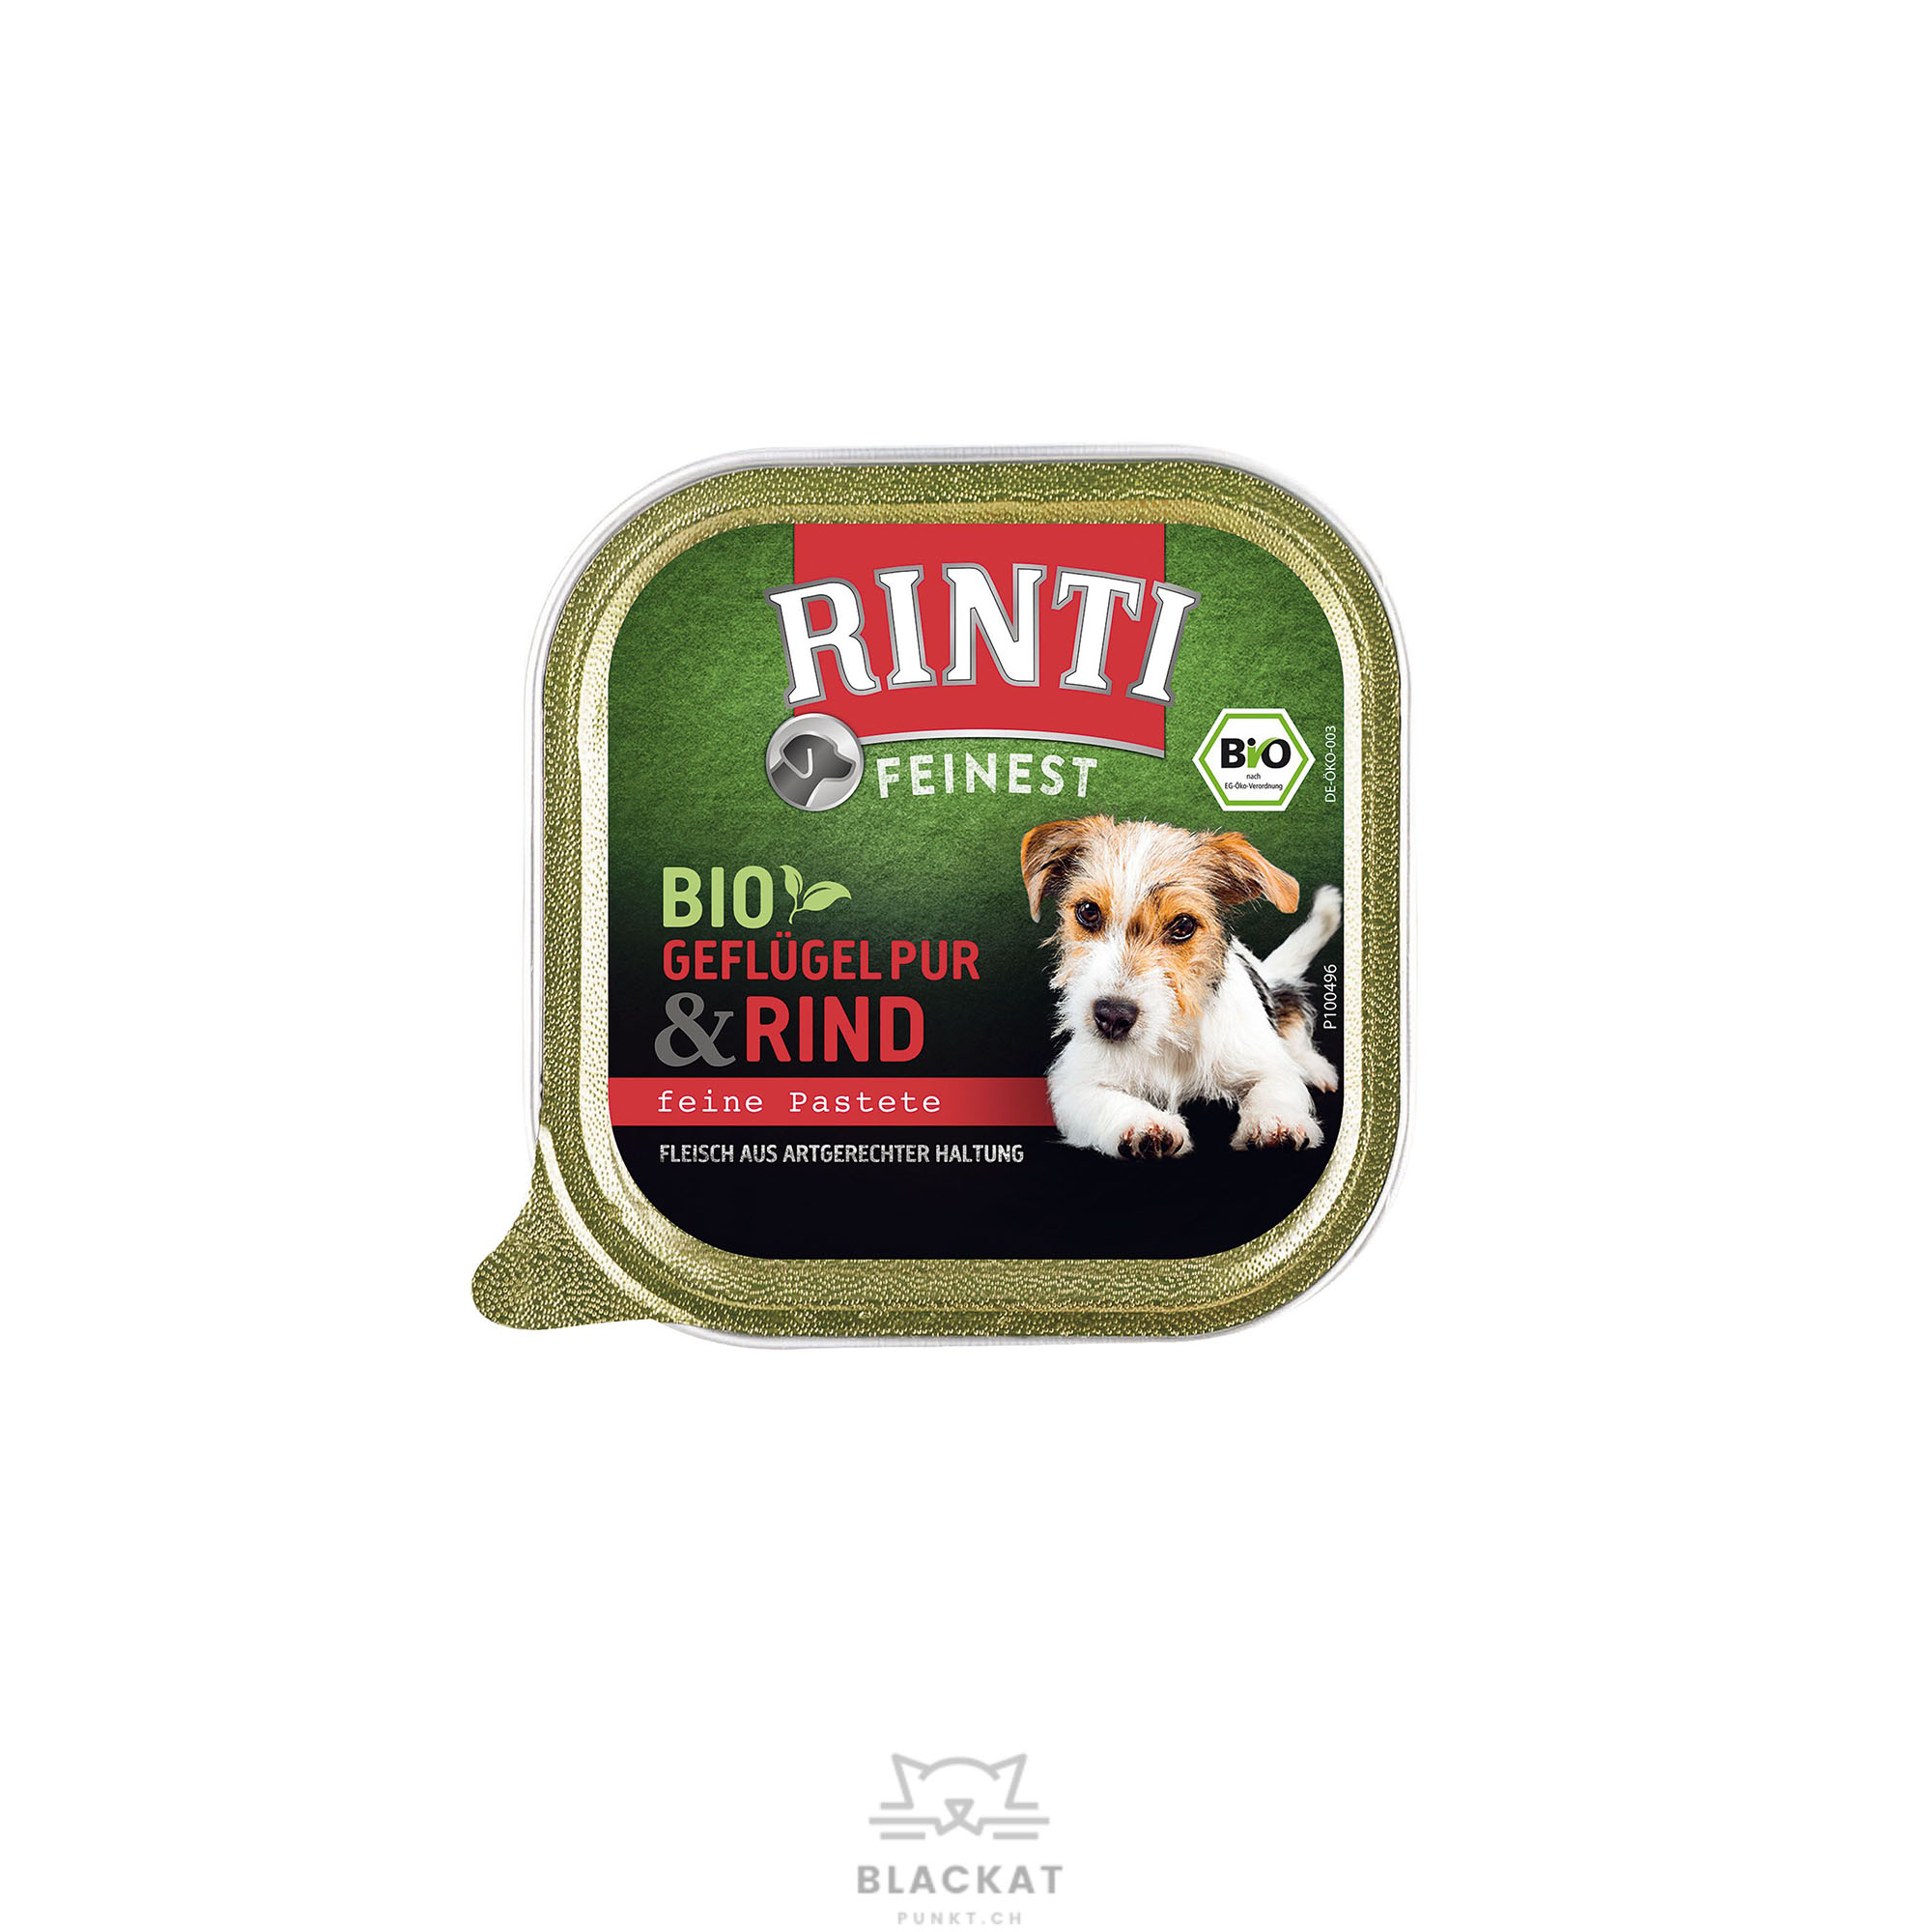 RINTI
FEINEST
BiO
nach
EG-Öko-Verordnung
DE-ÖKO-003
BIO
GEFLÜGEL PUR
& RIND
feine Pastete
FLEISCH AUS ARTGERECHTER HALTUNG
P100496
BLACKAT
PUNKT.CH